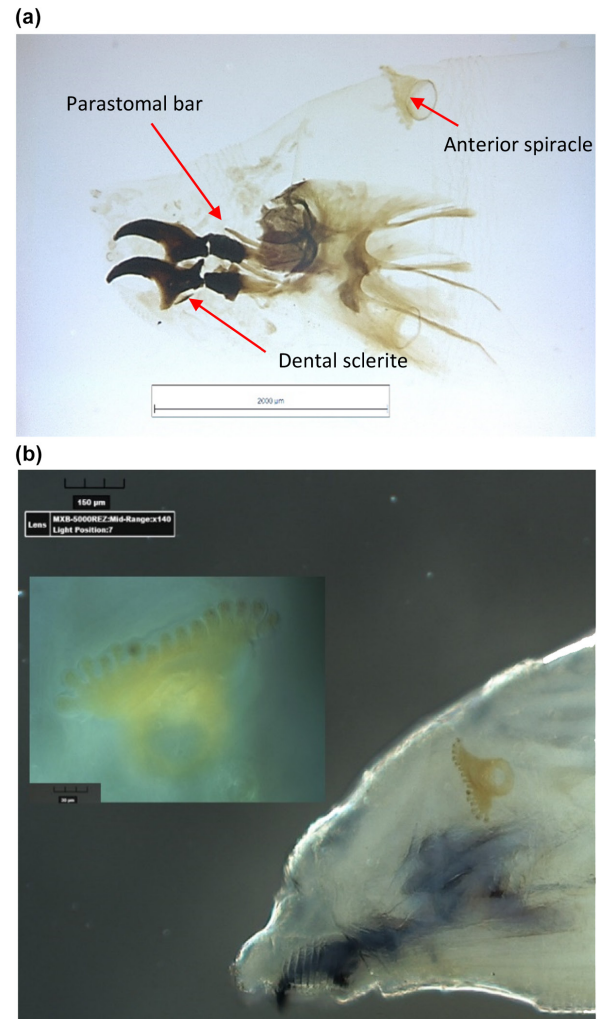 (a)
Parastomal bar
Anterior spiracle
Dental sclerite
2000 µm
(b)
150 µm
Lens MXB-5000REZ:Mid-Range:x140
Light Position:7